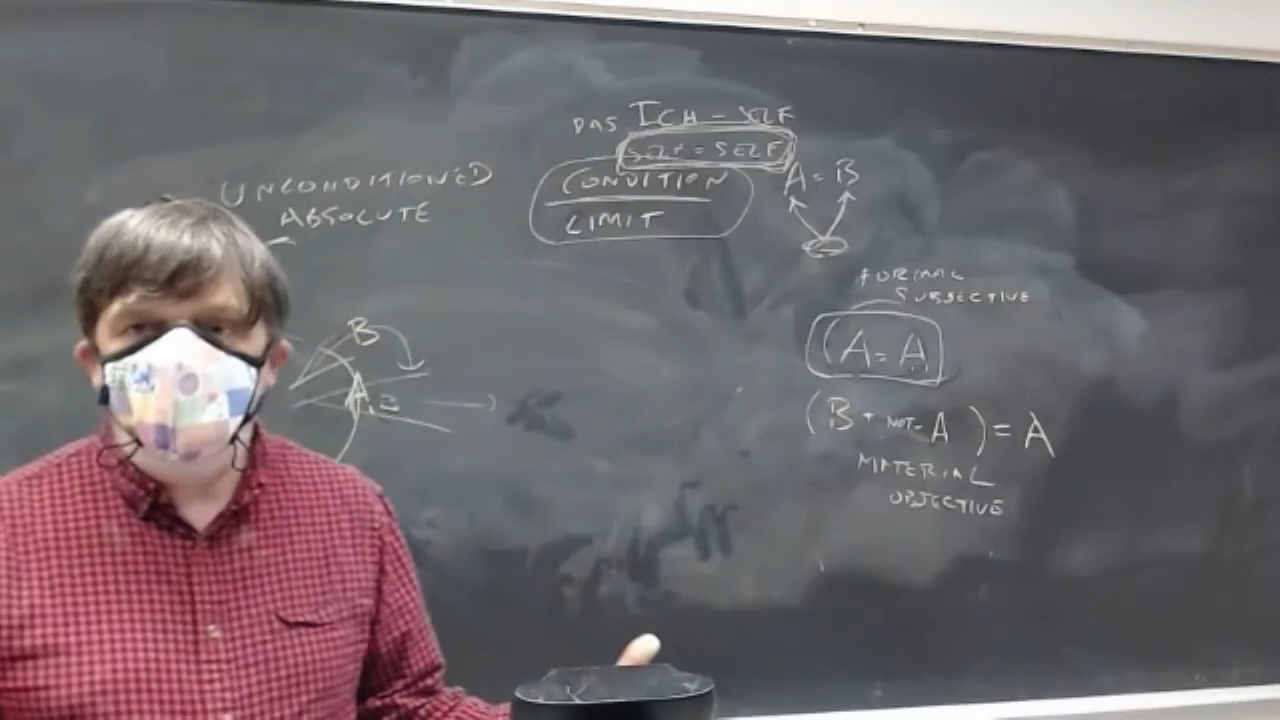 DAS ICH - SELF
SELF = SELF
UNCONDITIONED
ABSOLUTE
CONDITION
LIMIT
A = B
FORMAL
SUBJECTIVE
(A = A
(B + NOT-A) = A
MATERIAL
OBJECTIVE
B
A =